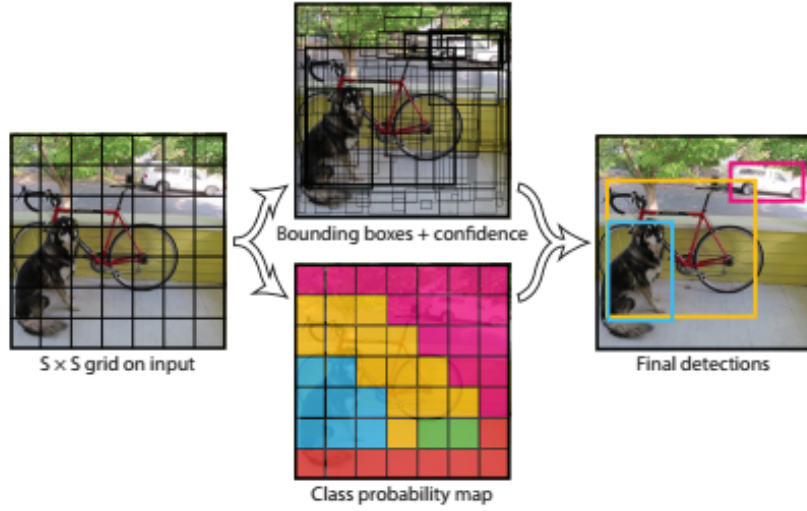 Bounding boxes + confidence
S × S grid on input
Final detections
Class probability map